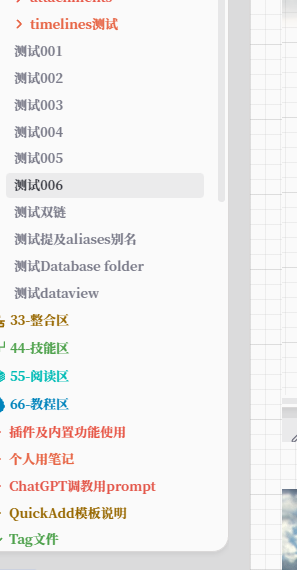 attachments
timelines测试
测试001
测试002
测试003
测试004
测试005
测试006
测试双链
测试提及aliases别名
测试Database folder
测试dataview
33-整合区
44-技能区
55-阅读区
66-教程区
插件及内置功能使用
个人用笔记
ChatGPT调教用prompt
QuickAdd模板说明
Tag文件